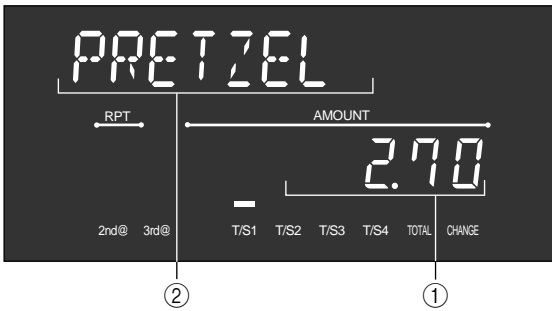 PRETZEL
RPT AMOUNT
2.70
2nd@ 3rd@ T/S1 T/S2 T/S3 T/S4 TOTAL CHANGE
② ①